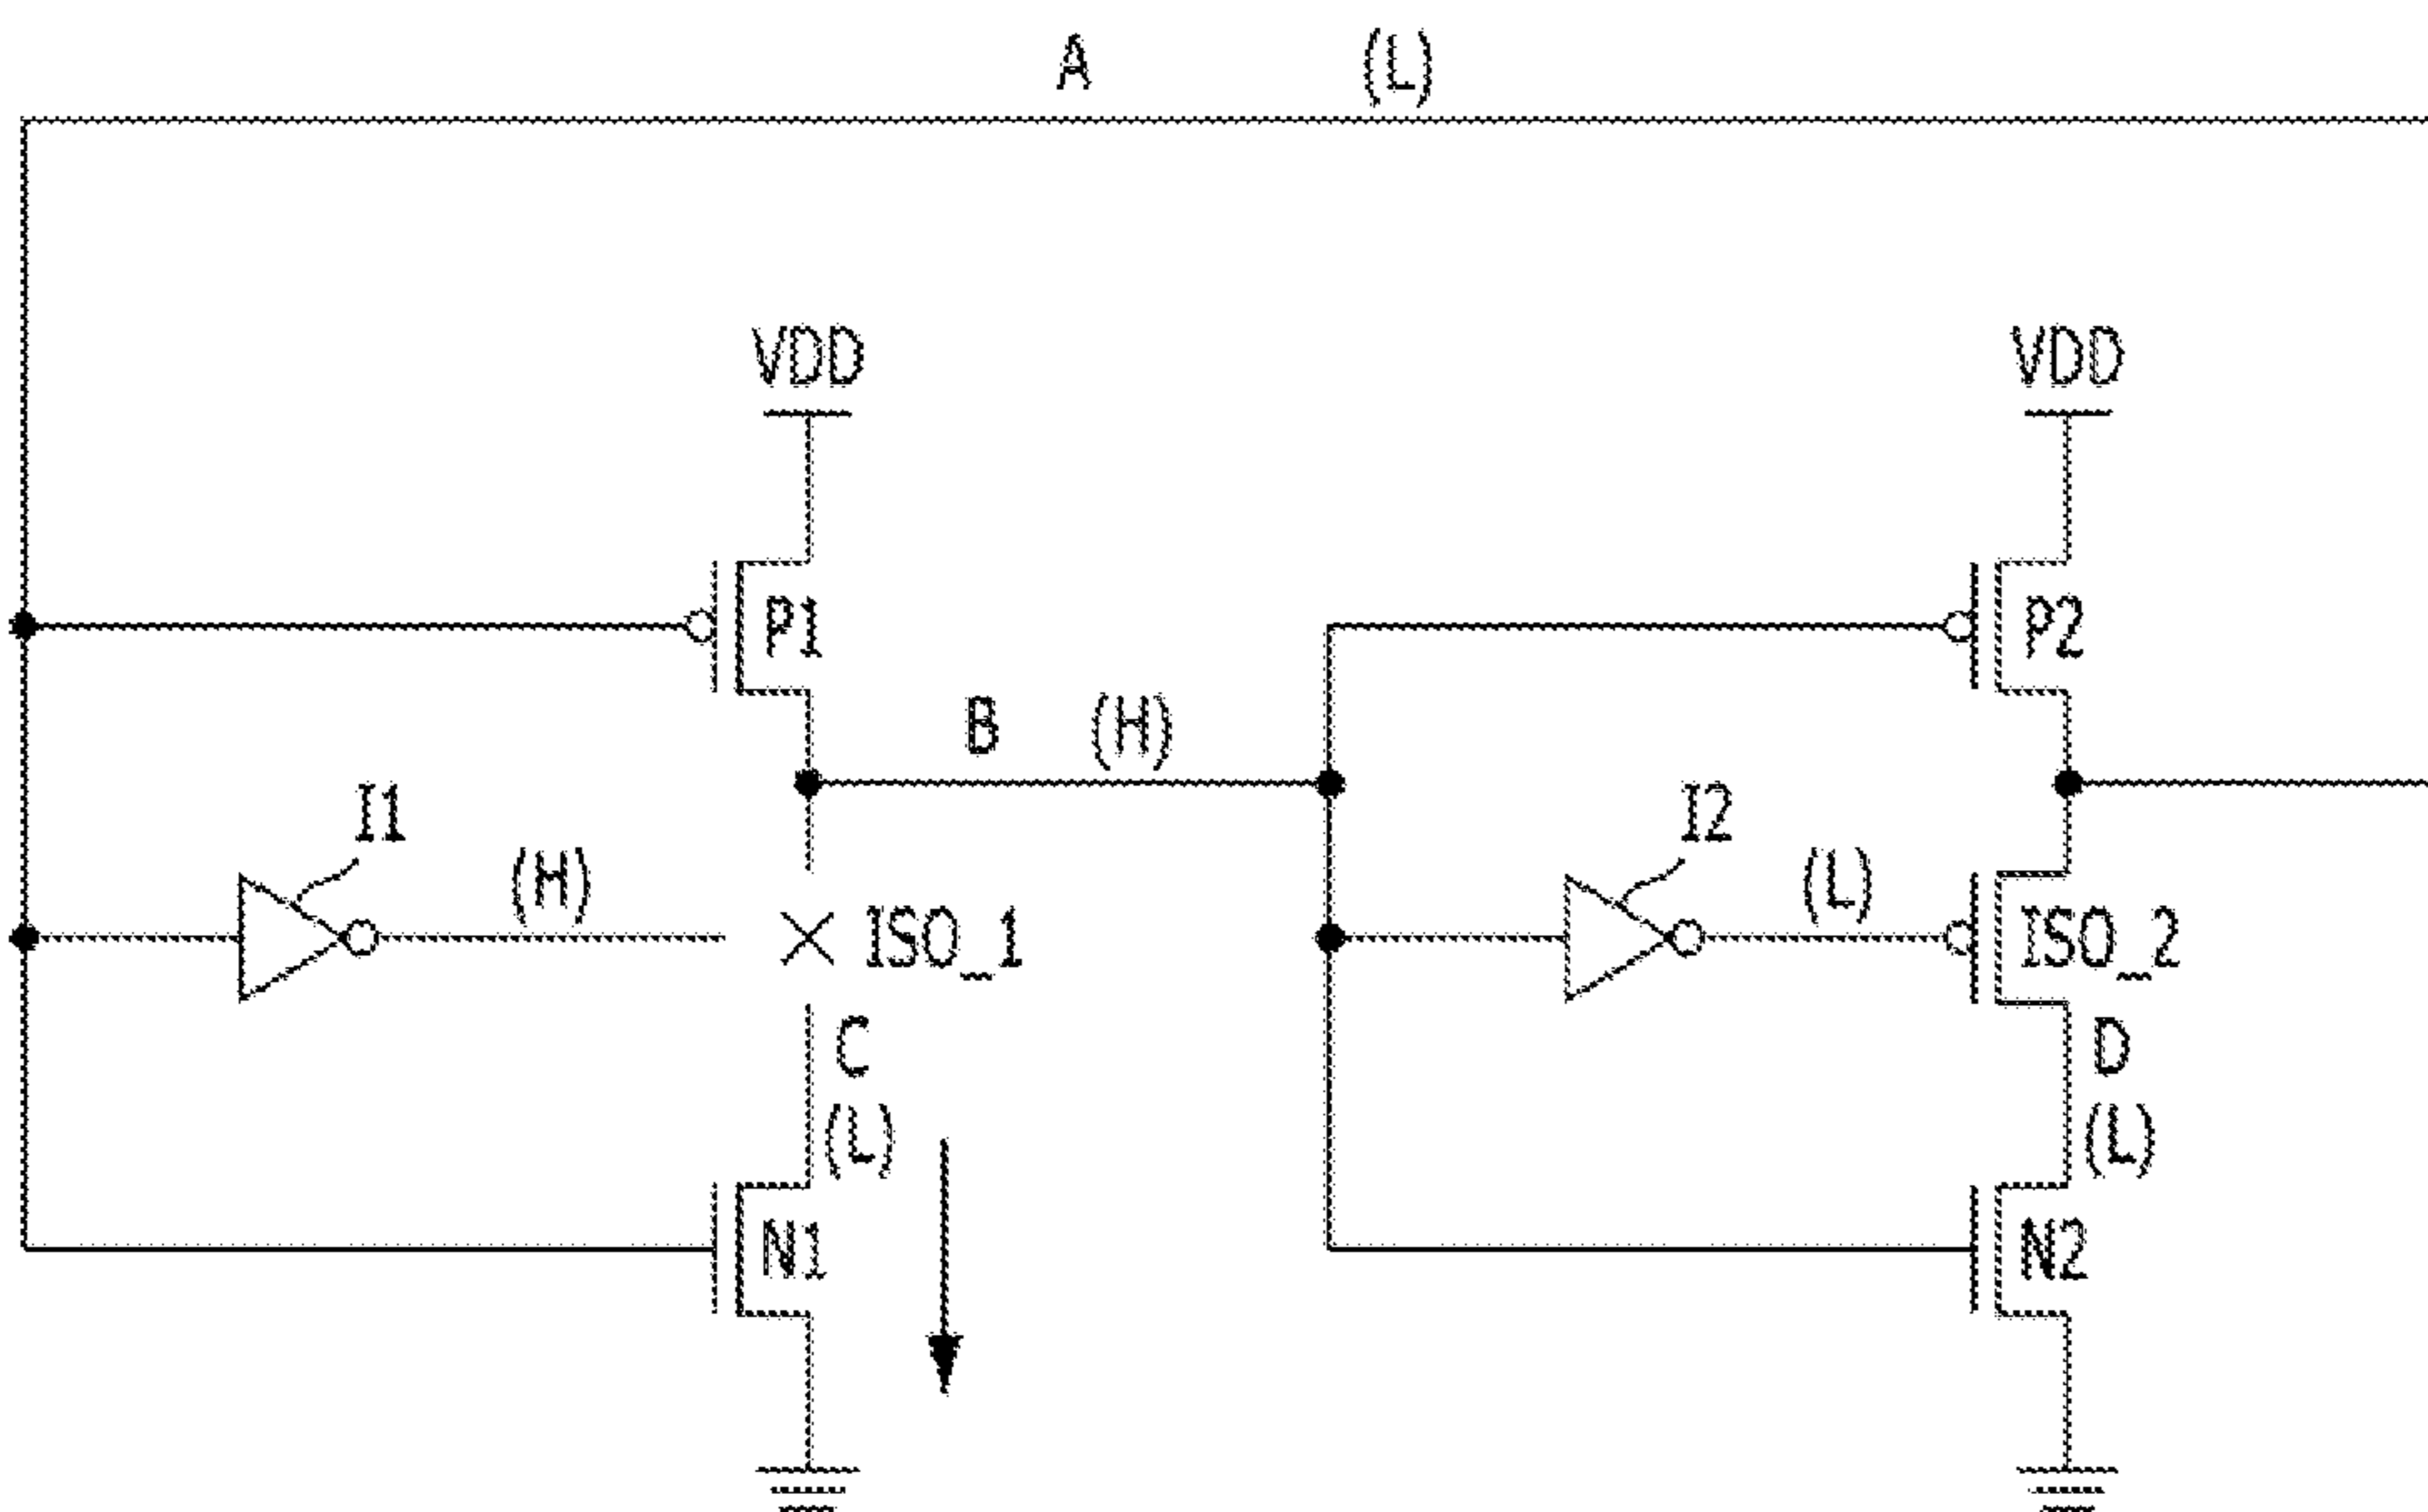 A (L)
VDD VDD
P1 P2
B (H)
I1 I2
(H) (L)
ISO_1 ISO_2
C D
(L) (L)
N1 N2